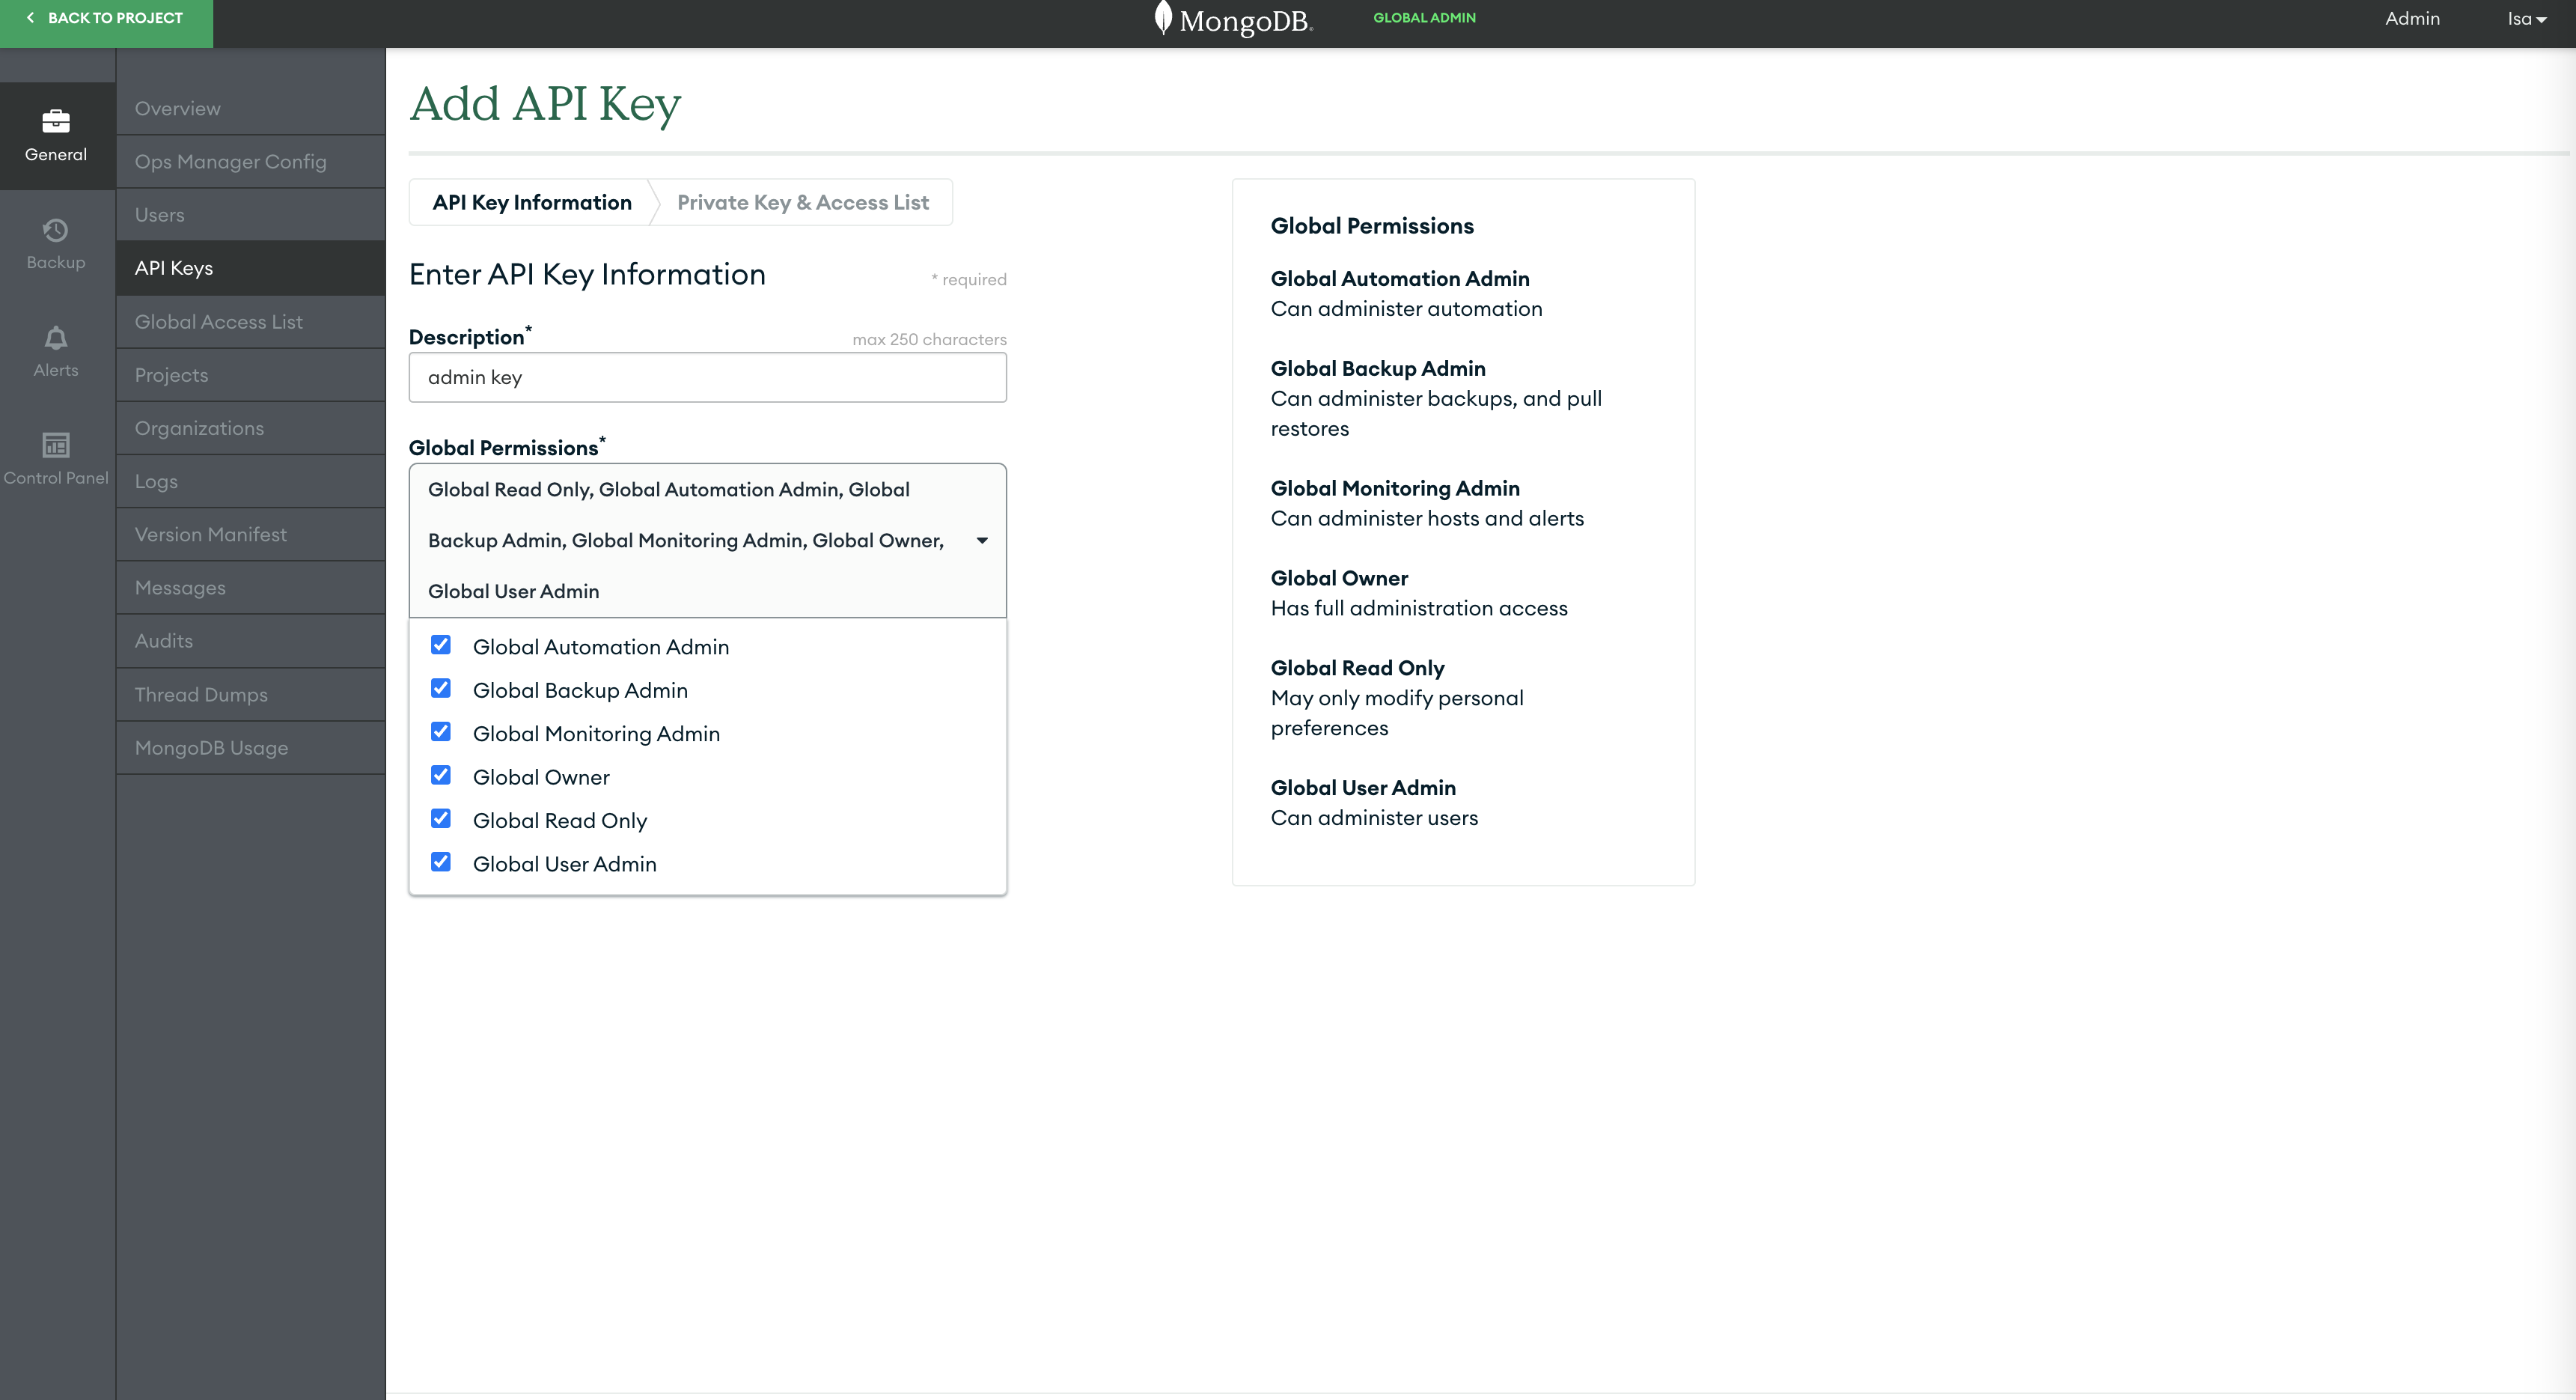 BACK TO PROJECT
MongoDB.
GLOBAL ADMIN
Admin
Isa
General
Backup
Alerts
Control Panel
Overview
Ops Manager Config
Users
API Keys
Global Access List
Projects
Organizations
Logs
Version Manifest
Messages
Audits
Thread Dumps
MongoDB Usage
Add API Key
API Key Information
Private Key & Access List
Enter API Key Information
* required
Description*
max 250 characters
admin key
Global Permissions*
Global Read Only, Global Automation Admin, Global
Backup Admin, Global Monitoring Admin, Global Owner,
Global User Admin
Global Automation Admin
Global Backup Admin
Global Monitoring Admin
Global Owner
Global Read Only
Global User Admin
Global Permissions
Global Automation Admin
Can administer automation
Global Backup Admin
Can administer backups, and pull
restores
Global Monitoring Admin
Can administer hosts and alerts
Global Owner
Has full administration access
Global Read Only
May only modify personal
preferences
Global User Admin
Can administer users